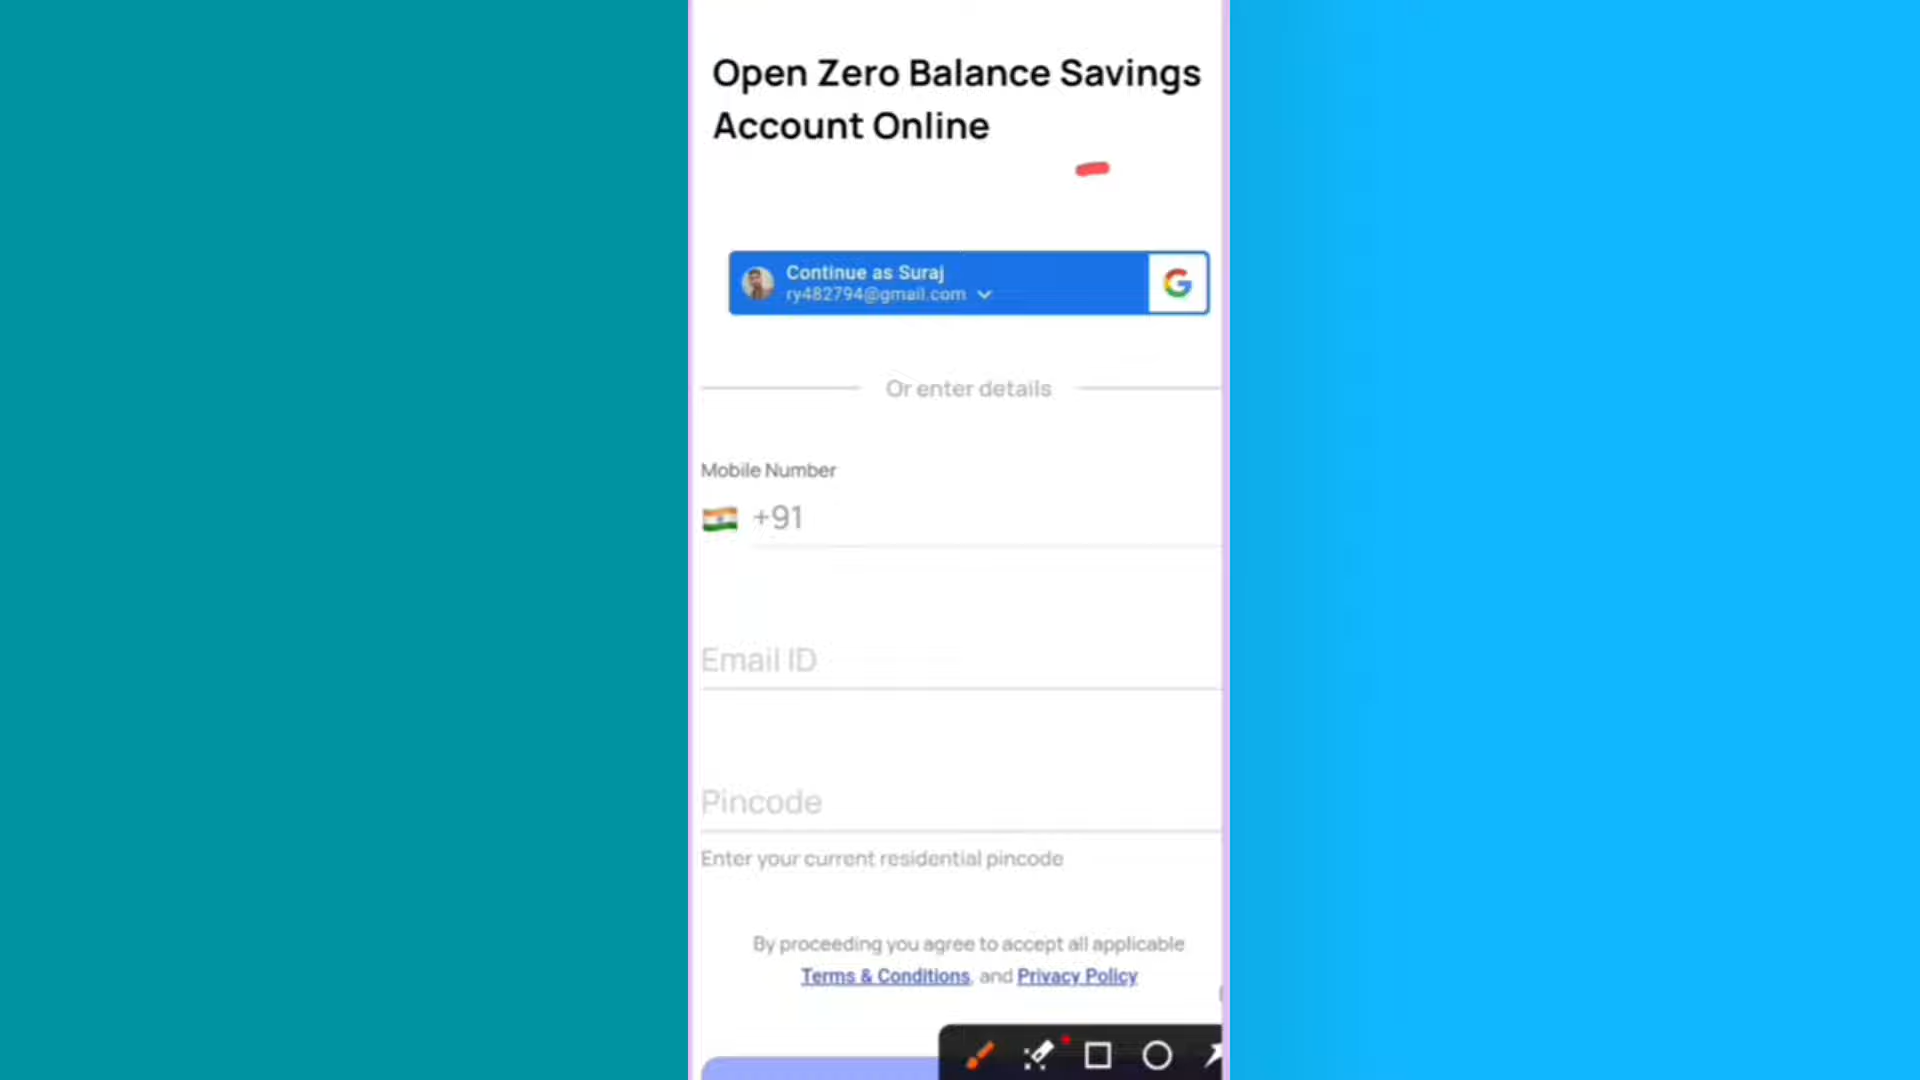 Open Zero Balance Savings
Account Online
Continue as Suraj
ry482794@gmail.com
Or enter details
Mobile Number
+91
Email ID
Pincode
Enter your current residential pincode
By proceeding you agree to accept all applicable
Terms & Conditions, and Privacy Policy